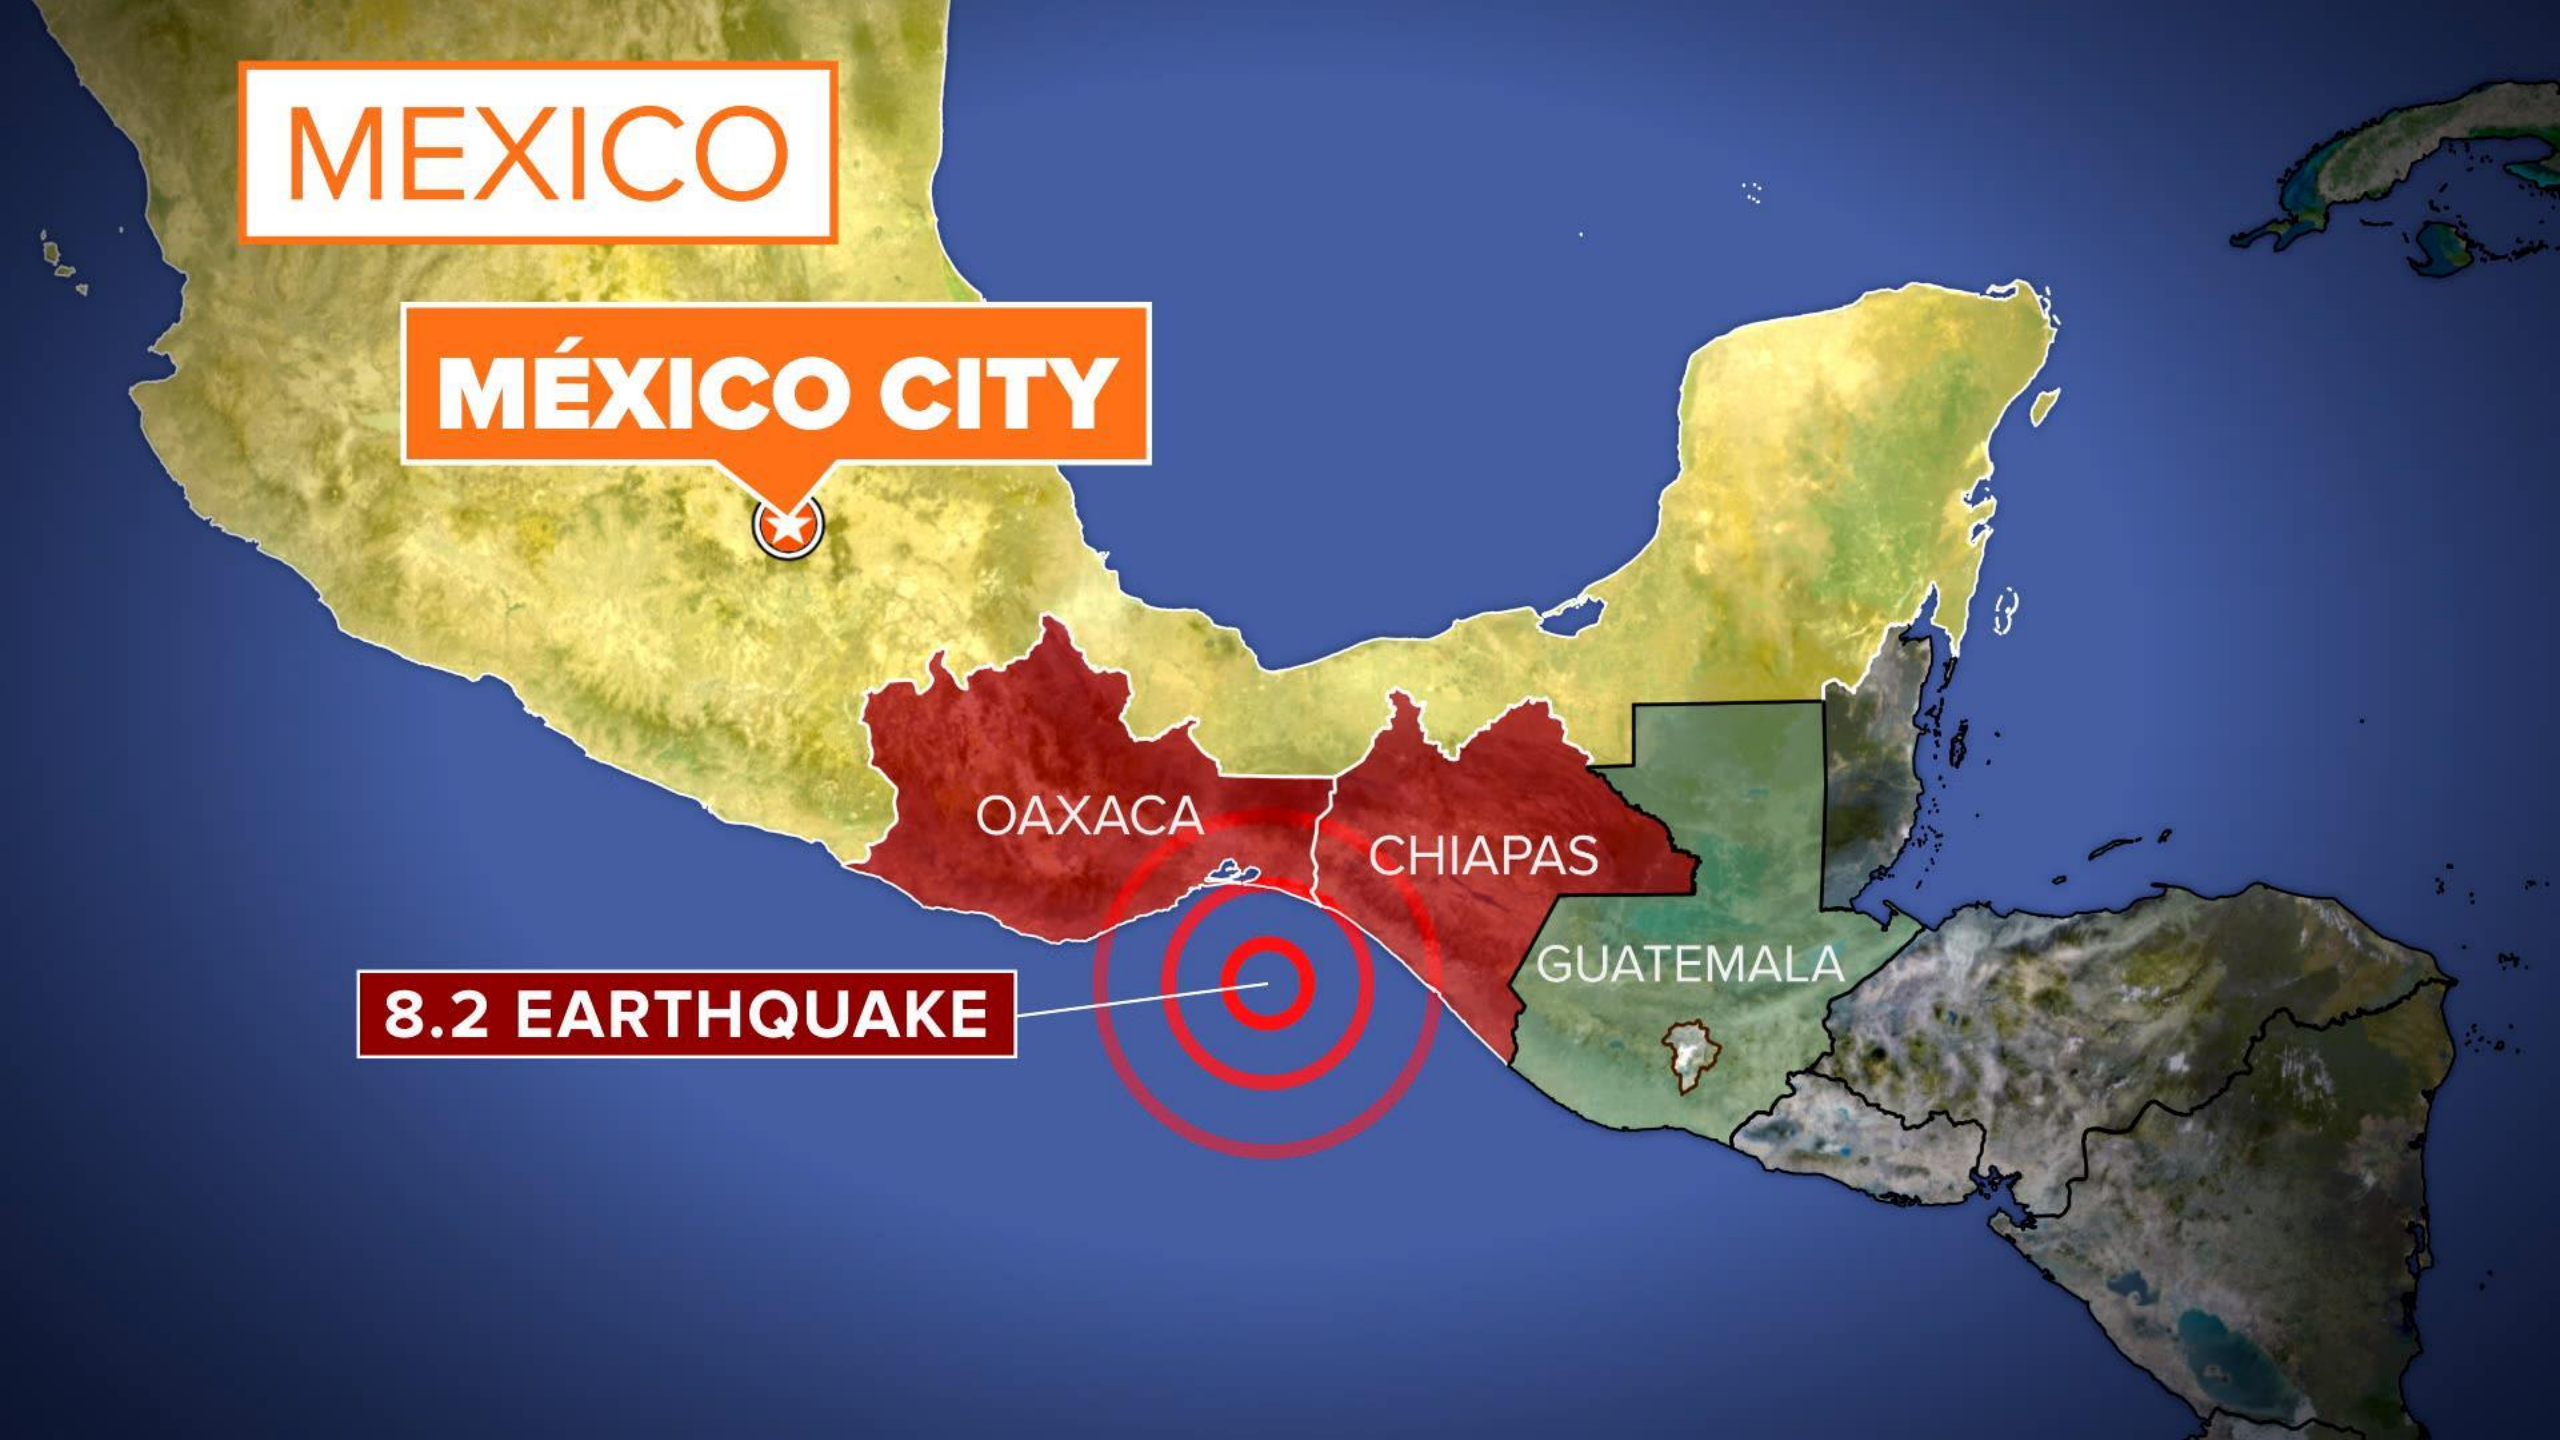 MEXICO
MÉXICO CITY
OAXACA
CHIAPAS
GUATEMALA
8.2 EARTHQUAKE